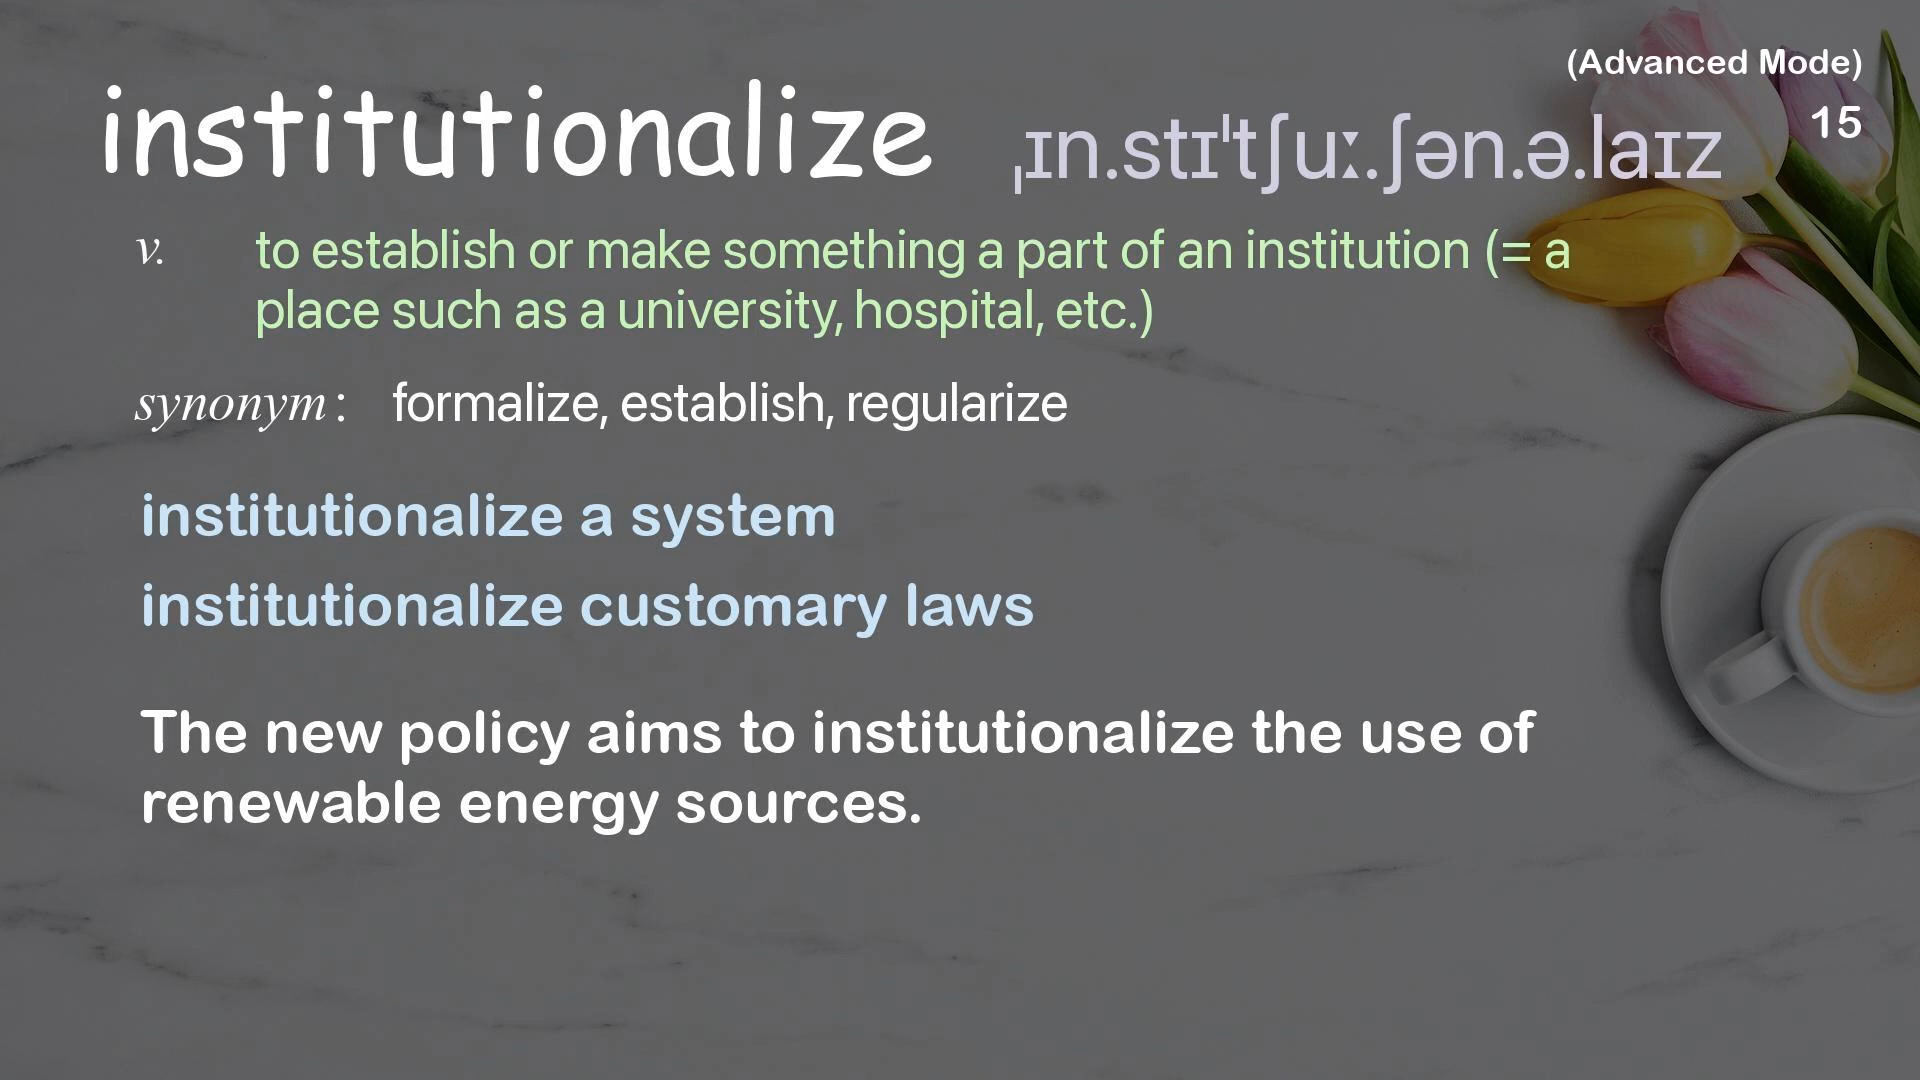 (Advanced Mode)
institutionalize ˌɪn.stɪˈtʃuː.ʃən.ə.laɪz 15
v. to establish or make something a part of an institution (= a
place such as a university, hospital, etc.)
synonym : formalize, establish, regularize
institutionalize a system
institutionalize customary laws
The new policy aims to institutionalize the use of
renewable energy sources.